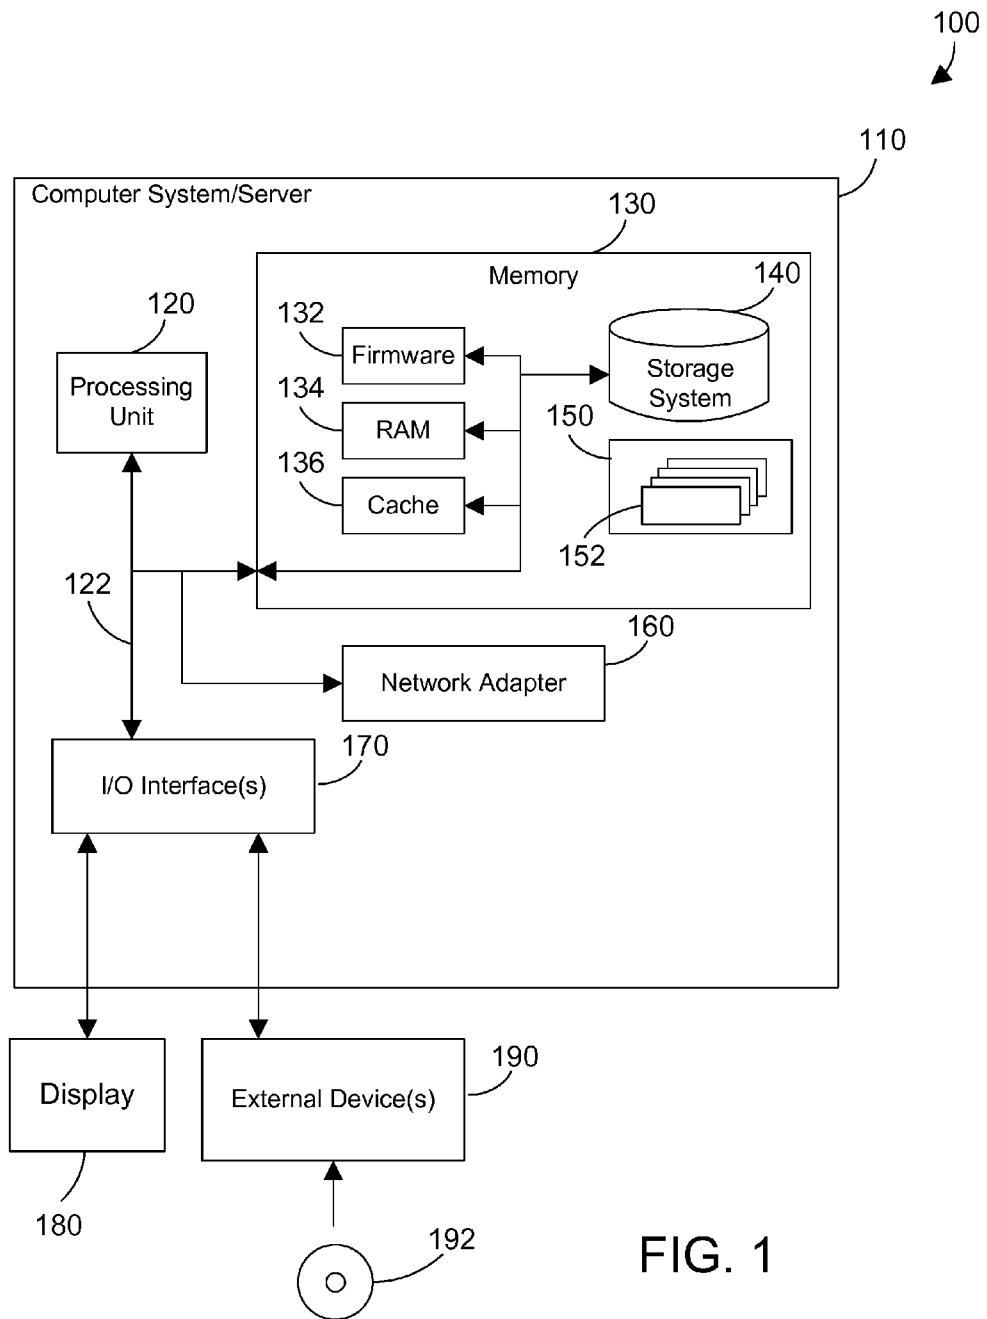 100
110
Computer System/Server
130
Memory
140
120
132
Firmware
Storage
System
Processing
Unit
134
RAM
150
136
Cache
152
122
160
Network Adapter
170
I/O Interface(s)
190
Display
External Device(s)
180
192
FIG. 1